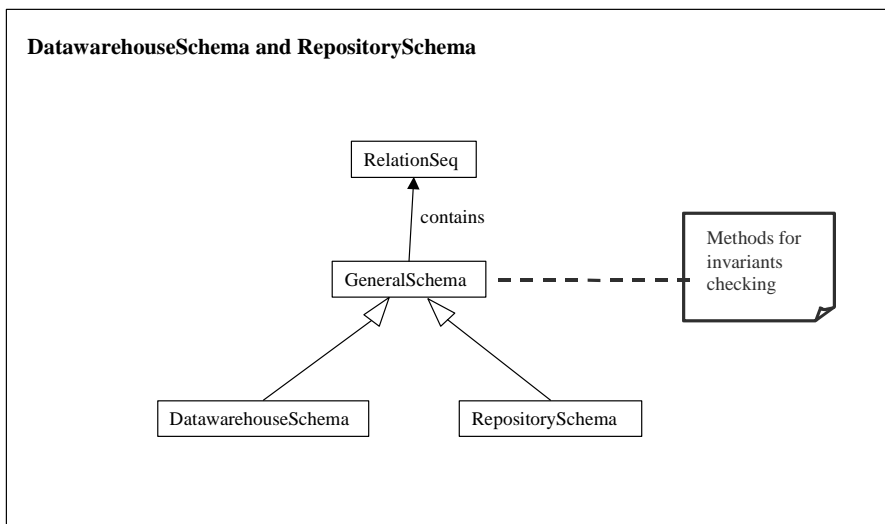 DatawarehouseSchema and RepositorySchema
RelationSeq
contains
Methods for
invariants
checking
GeneralSchema
DatawarehouseSchema
RepositorySchema